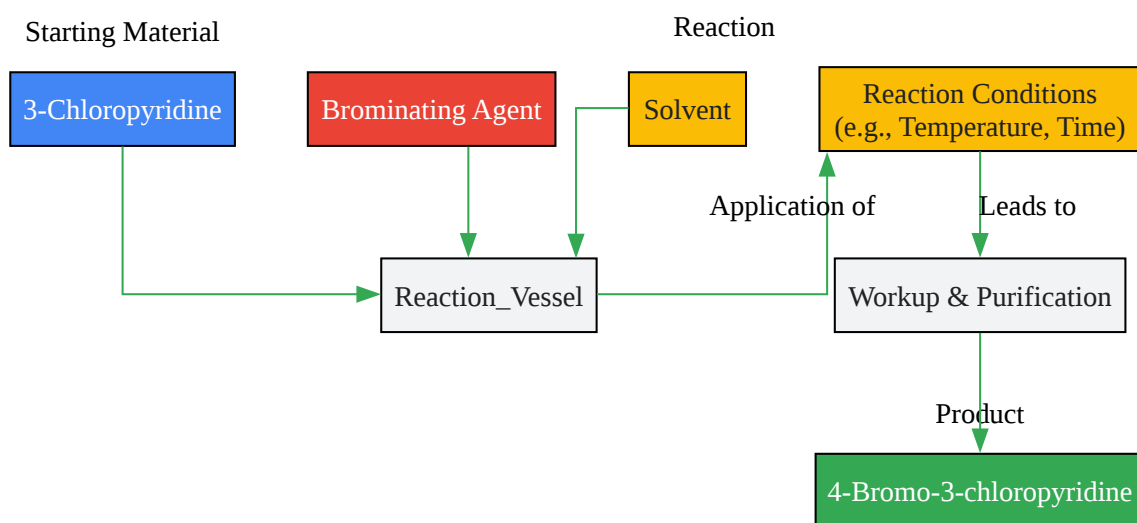 Starting Material
Reaction
3-Chloropyridine
Brominating Agent
Solvent
Reaction Conditions
(e.g., Temperature, Time)
Application of
Leads to
Reaction_Vessel
Workup & Purification
Product
4-Bromo-3-chloropyridine